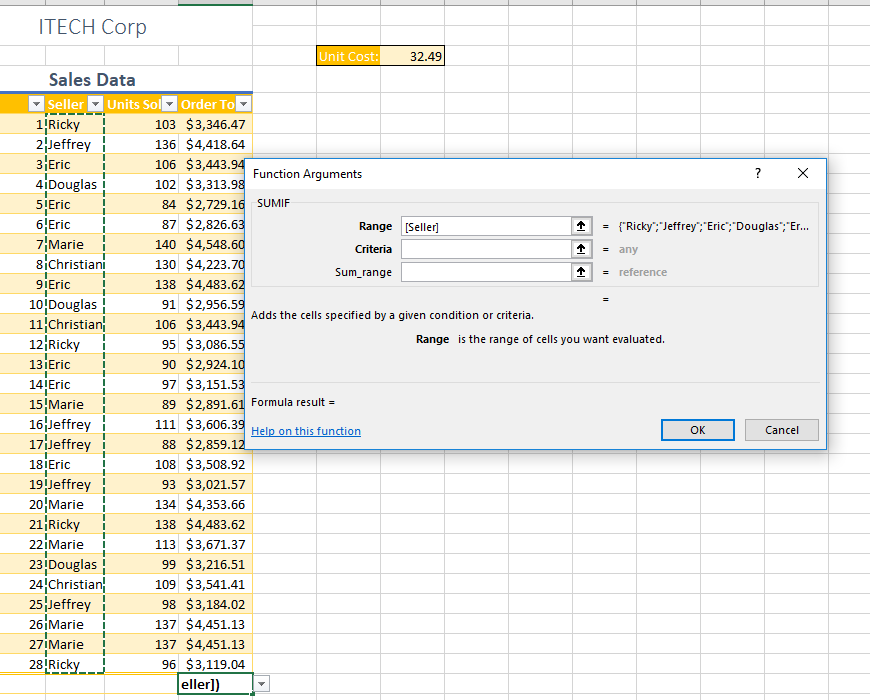 ITECH Corp
Unit Cost: 32.49
Sales Data
Seller Units Sol Order To
1 Ricky 103 $3,346.47
2 Jeffrey 136 $4,418.64
3 Eric 106 $3,443.94
4 Douglas 102 $3,313.98
5 Eric 84 $2,729.16
6 Eric 87 $2,826.63
7 Marie 140 $4,548.60
8 Christian 130 $4,223.70
9 Eric 138 $4,483.62
10 Douglas 91 $2,956.59
11 Christian 106 $3,443.94
12 Ricky 95 $3,086.55
13 Eric 90 $2,924.10
14 Eric 97 $3,151.53
15 Marie 89 $2,891.61
16 Jeffrey 111 $3,606.39
17 Jeffrey 88 $2,859.12
18 Eric 108 $3,508.92
19 Jeffrey 93 $3,021.57
20 Marie 134 $4,353.66
21 Ricky 138 $4,483.62
22 Marie 113 $3,671.37
23 Douglas 99 $3,216.51
24 Christian 109 $3,541.41
25 Jeffrey 98 $3,184.02
26 Marie 137 $4,451.13
27 Marie 137 $4,451.13
28 Ricky 96 $3,119.04
eller])
Function Arguments ?
SUMIF
Range [Seller] = {"Ricky";"Jeffrey";"Eric";"Douglas";"Er...
Criteria = any
Sum_range = reference
=
Adds the cells specified by a given condition or criteria.
Range is the range of cells you want evaluated.
Formula result =
Help on this function
OK Cancel